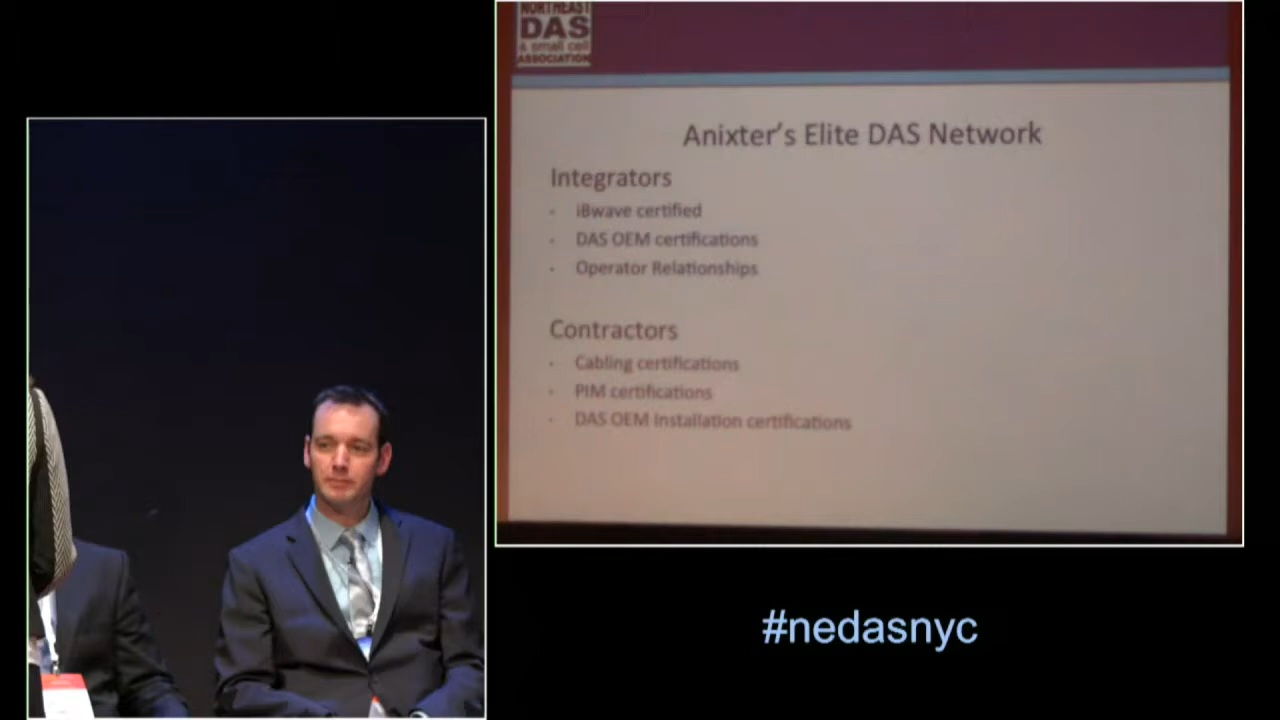 NORTHEAST
DAS
& small cell
ASSOCIATION
Anixter's Elite DAS Network
Integrators
- iBwave certified
- DAS OEM certifications
- Operator Relationships
Contractors
- Cabling certifications
- PIM certifications
- DAS OEM Installation certifications
#nedasnyc